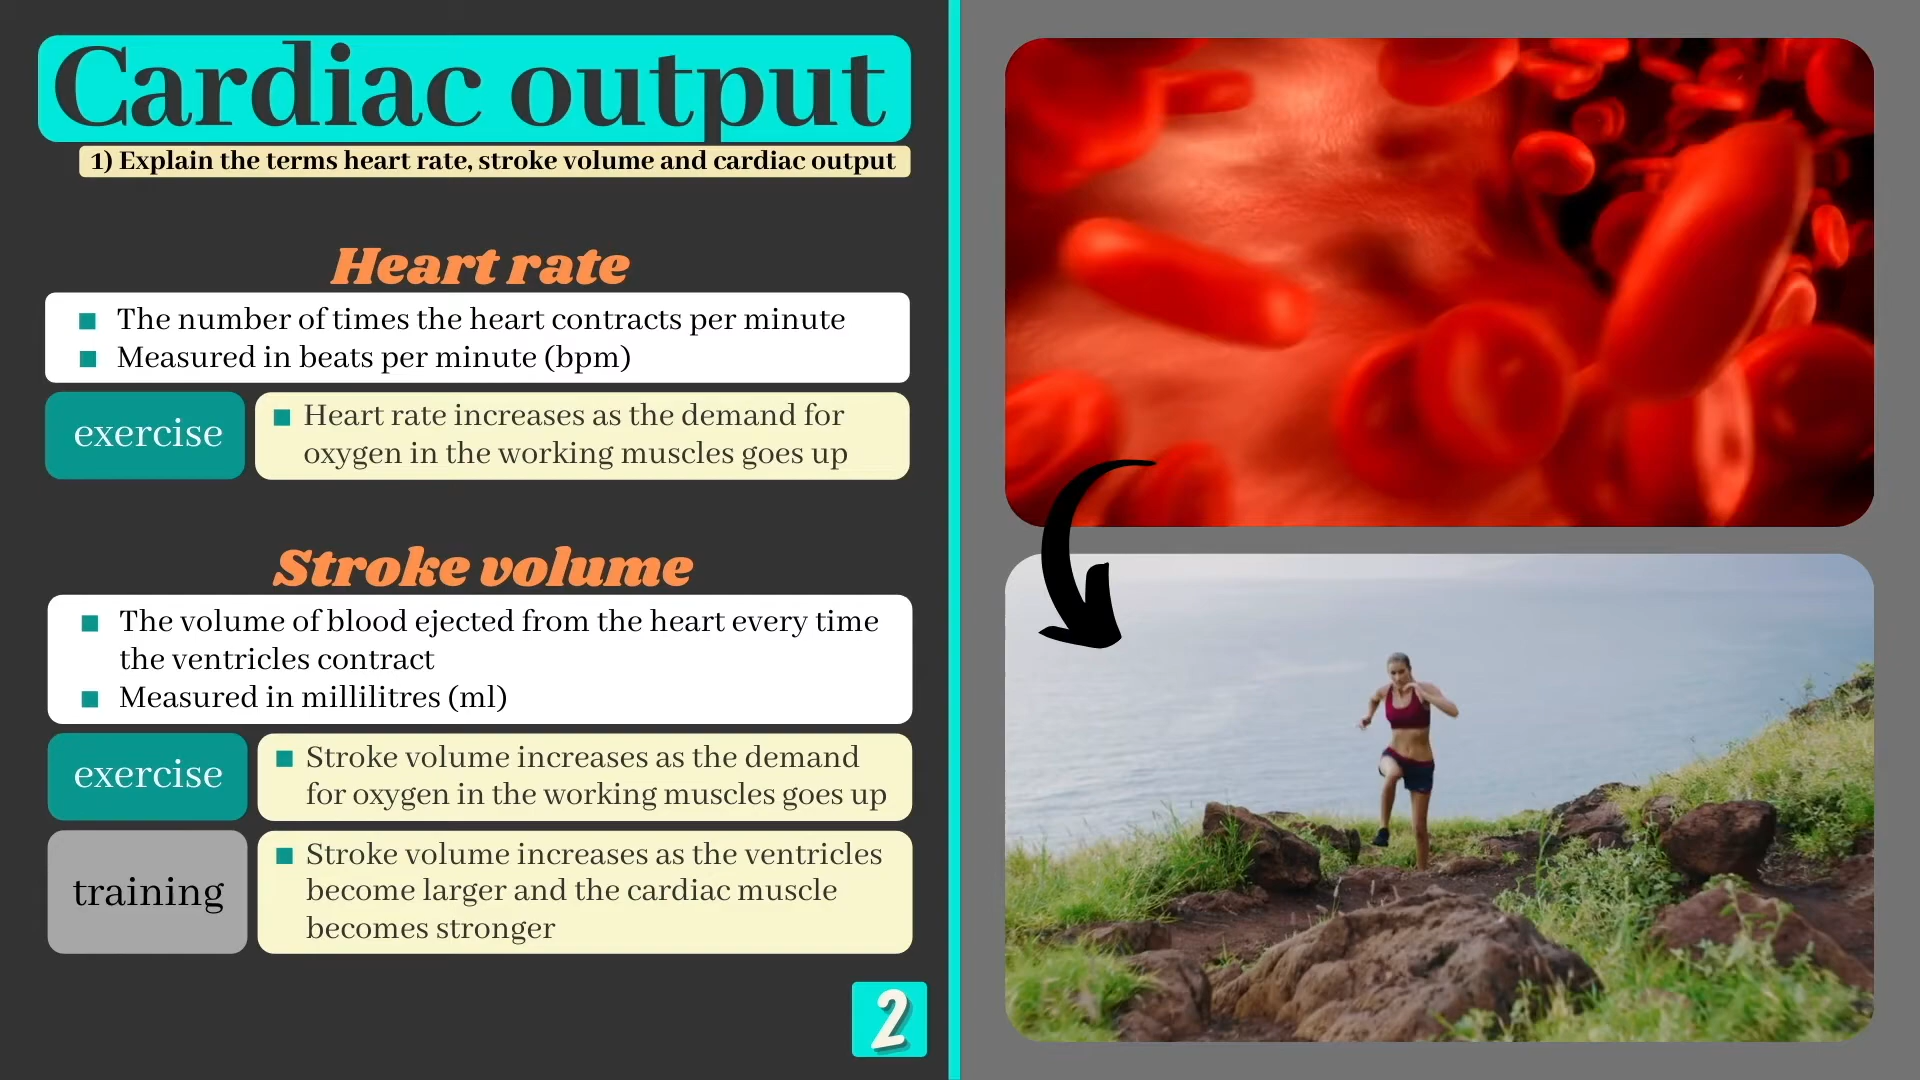 Cardiac output
1) Explain the terms heart rate, stroke volume and cardiac output
Heart rate
The number of times the heart contracts per minute
Measured in beats per minute (bpm)
exercise
Heart rate increases as the demand for
oxygen in the working muscles goes up
Stroke volume
The volume of blood ejected from the heart every time
the ventricles contract
Measured in millilitres (ml)
exercise
Stroke volume increases as the demand
for oxygen in the working muscles goes up
training
Stroke volume increases as the ventricles
become larger and the cardiac muscle
becomes stronger
2